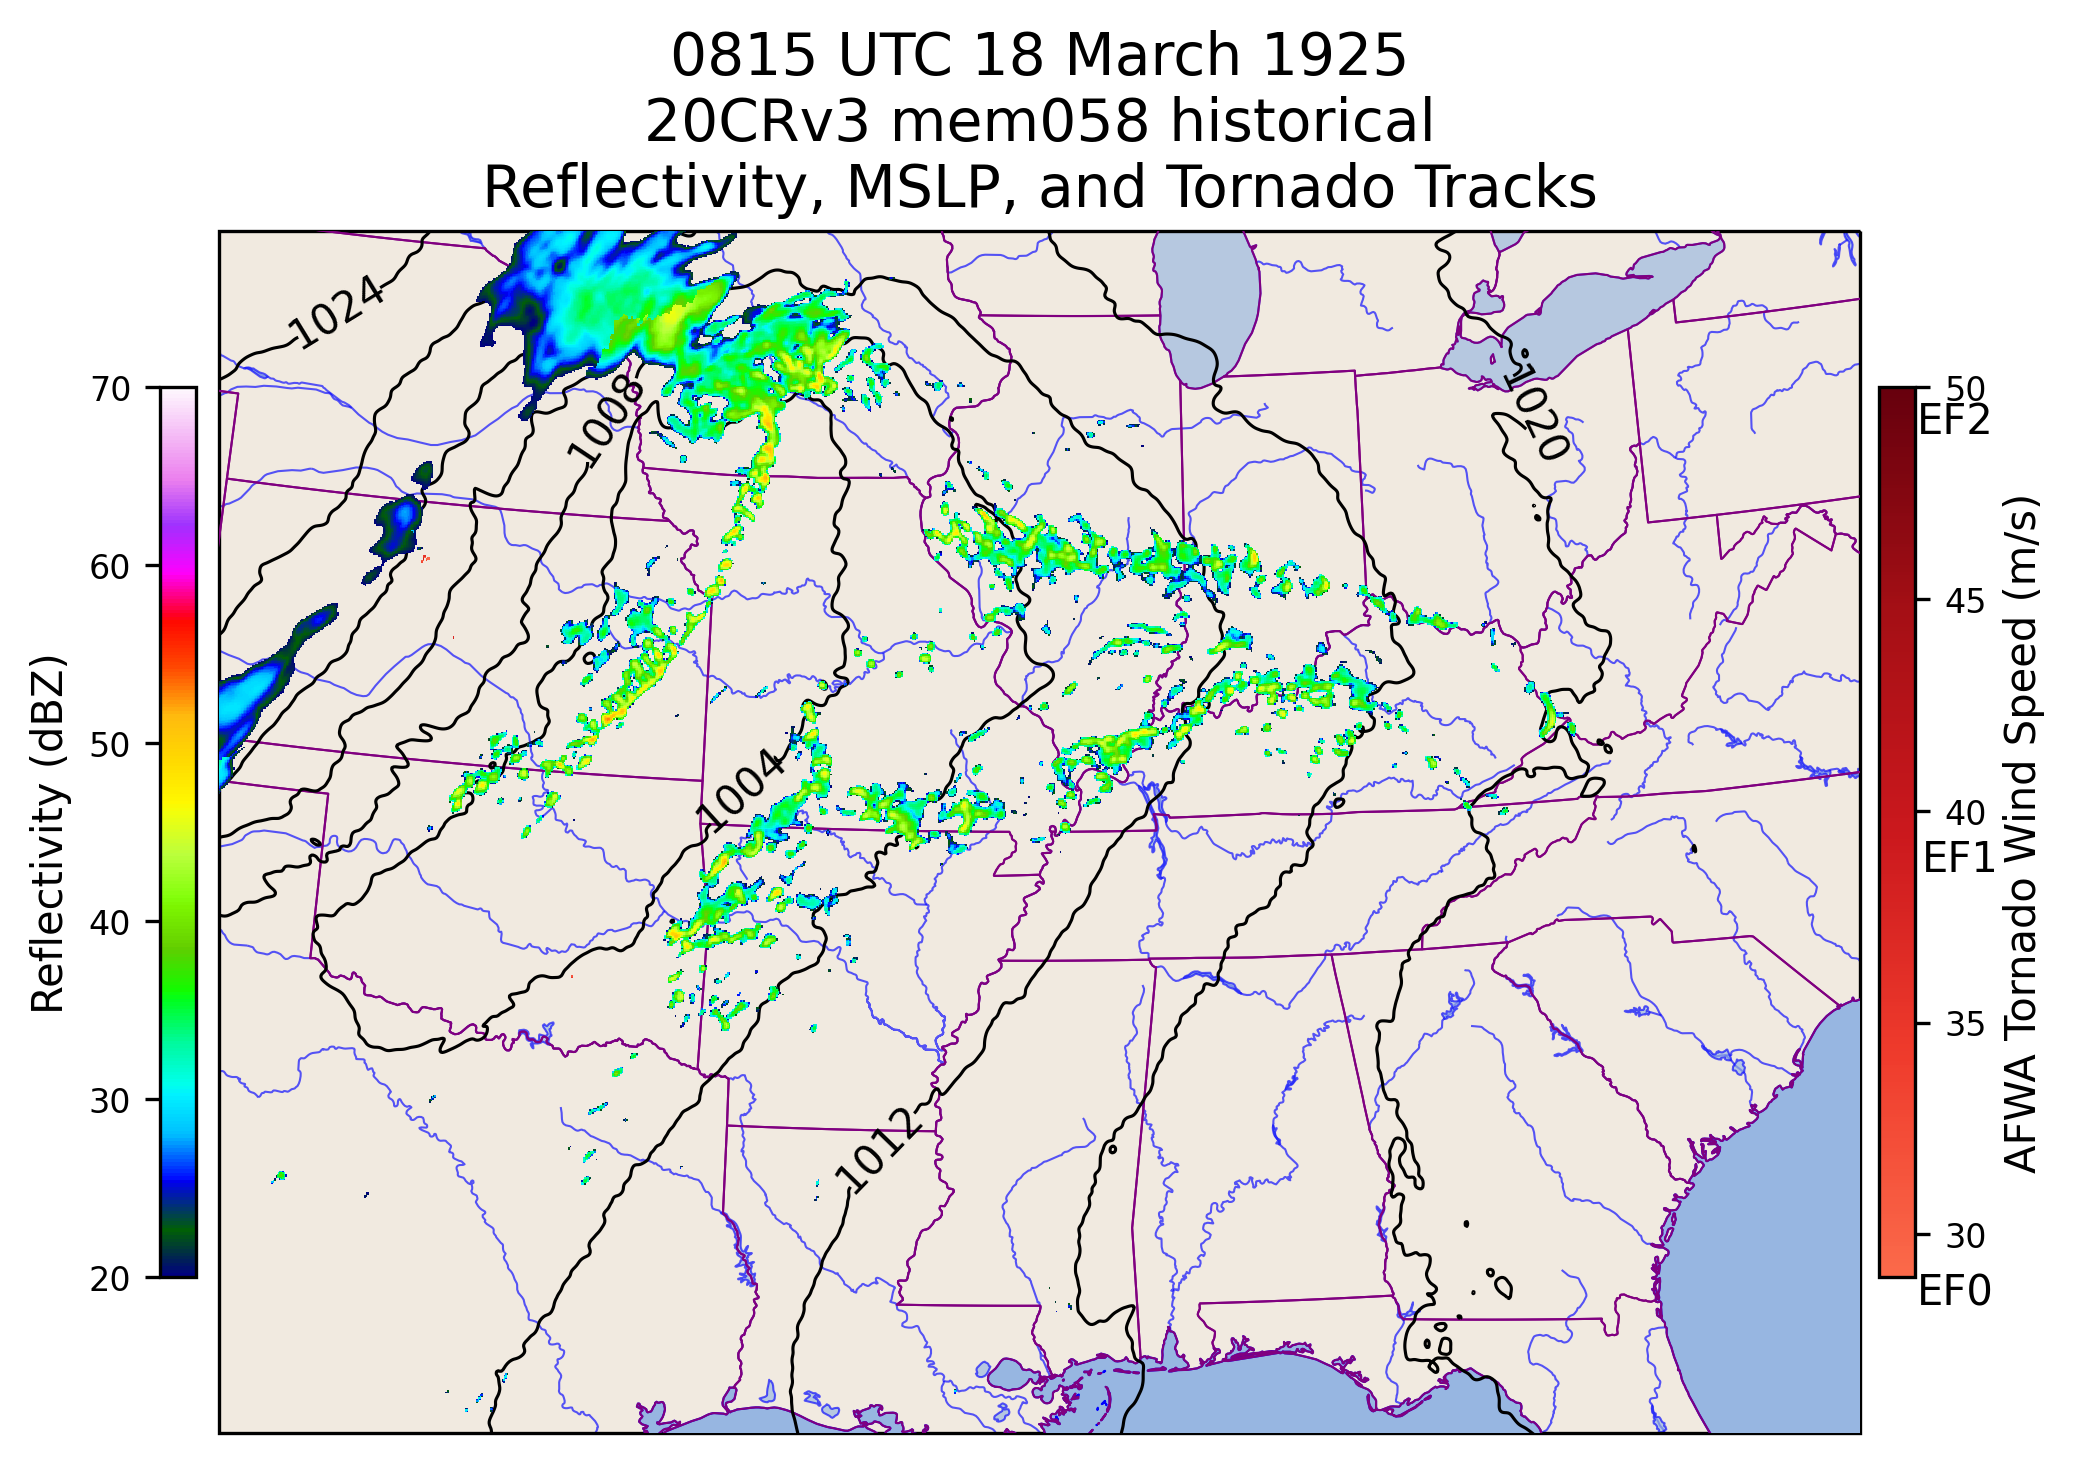 0815 UTC 18 March 1925
20CRv3 mem058 historical
Reflectivity, MSLP, and Tornado Tracks
1024
1008
1020
1004
1012
70
60
50
40
30
20
Reflectivity (dBZ)
50
EF2
45
40
EF1
35
30
EF0
AFWA Tornado Wind Speed (m/s)